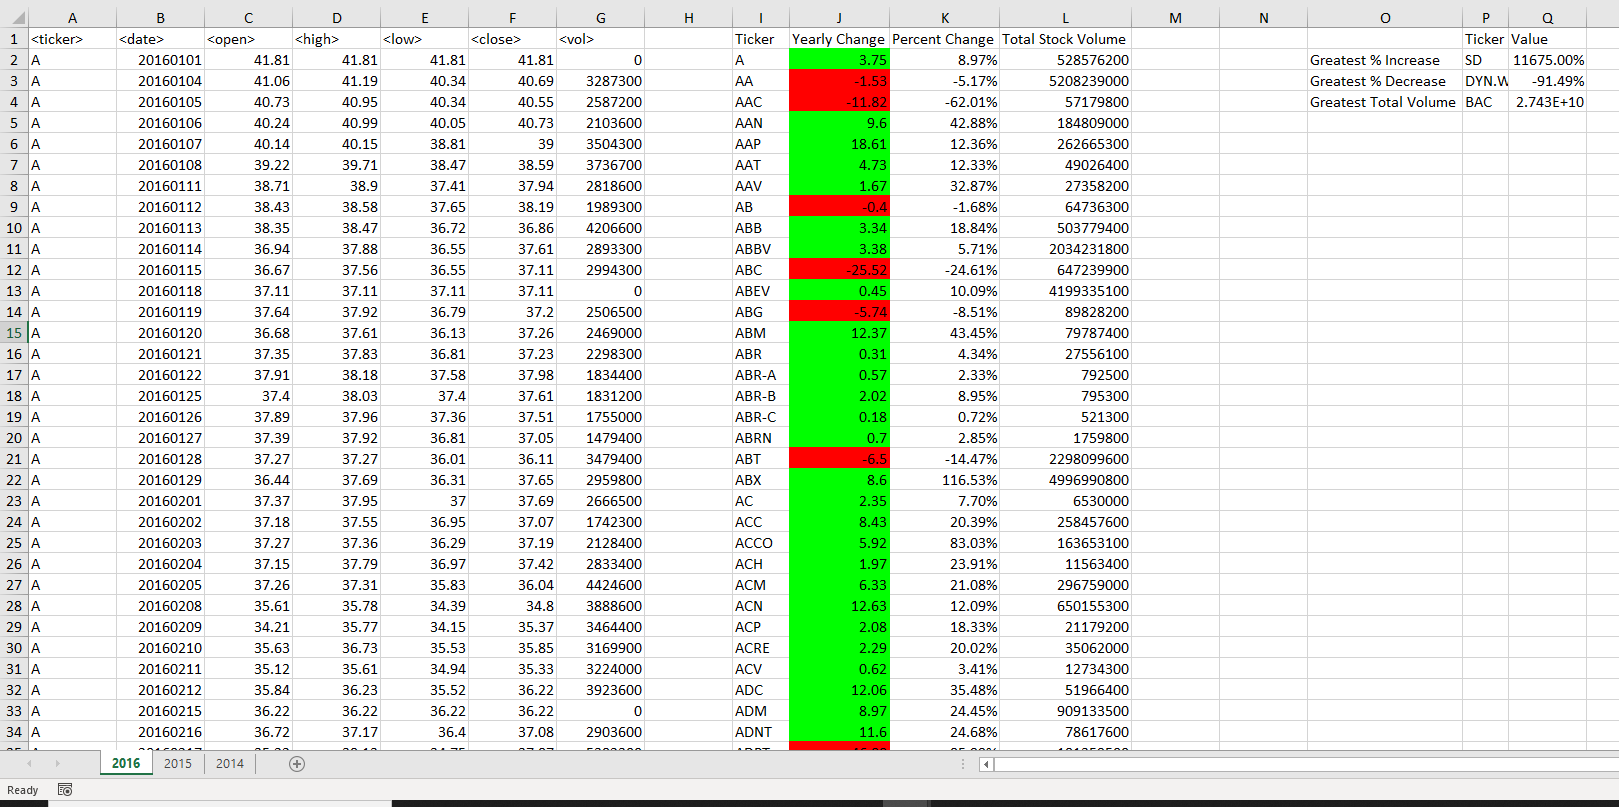 A B C D E F G H I J K L M N O P Q
1 <ticker> <date> <open> <high> <low> <close> <vol> Ticker Yearly Change Percent Change Total Stock Volume Ticker Value
2 A 20160101 41.81 41.81 41.81 41.81 0 A 3.75 8.97% 528576200 Greatest % Increase SD 11675.00%
3 A 20160104 41.06 41.19 40.34 40.69 3287300 AA -1.53 -5.17% 5208239000 Greatest % Decrease DYN.W -91.49%
4 A 20160105 40.73 40.95 40.34 40.55 2587200 AAC -11.82 -62.01% 57179800 Greatest Total Volume BAC 2.743E+10
5 A 20160106 40.24 40.99 40.05 40.73 2103600 AAN 9.6 42.88% 184809000
6 A 20160107 40.14 40.15 38.81 39 3504300 AAP 18.61 12.36% 262665300
7 A 20160108 39.22 39.71 38.47 38.59 3736700 AAT 4.73 12.33% 49026400
8 A 20160111 38.71 38.9 37.41 37.94 2818600 AAV 1.67 32.87% 27358200
9 A 20160112 38.43 38.58 37.65 38.19 1989300 AB -0.4 -1.68% 64736300
10 A 20160113 38.35 38.47 36.72 36.86 4206600 ABB 3.34 18.84% 503779400
11 A 20160114 36.94 37.88 36.55 37.61 2893300 ABBV 3.38 5.71% 2034231800
12 A 20160115 36.67 37.56 36.55 37.11 2994300 ABC -25.52 -24.61% 647239900
13 A 20160118 37.11 37.11 37.11 37.11 0 ABEV 0.45 10.09% 4199335100
14 A 20160119 37.64 37.92 36.79 37.2 2506500 ABG -5.74 -8.51% 89828200
15 A 20160120 36.68 37.61 36.13 37.26 2469000 ABM 12.37 43.45% 79787400
16 A 20160121 37.35 37.83 36.81 37.23 2298300 ABR 0.31 4.34% 27556100
17 A 20160122 37.91 38.18 37.58 37.98 1834400 ABR-A 0.57 2.33% 792500
18 A 20160125 37.4 38.03 37.4 37.61 1831200 ABR-B 2.02 8.95% 795300
19 A 20160126 37.89 37.96 37.36 37.51 1755000 ABR-C 0.18 0.72% 521300
20 A 20160127 37.39 37.92 36.81 37.05 1479400 ABRN 0.7 2.85% 1759800
21 A 20160128 37.27 37.27 36.01 36.11 3479400 ABT -6.5 -14.47% 2298099600
22 A 20160129 36.44 37.69 36.31 37.65 2959800 ABX 8.6 116.53% 4996990800
23 A 20160201 37.37 37.95 37 37.69 2666500 AC 2.35 7.70% 6530000
24 A 20160202 37.18 37.55 36.95 37.07 1742300 ACC 8.43 20.39% 258457600
25 A 20160203 37.27 37.36 36.29 37.19 2128400 ACCO 5.92 83.03% 163653100
26 A 20160204 37.15 37.79 36.97 37.42 2833400 ACH 1.97 23.91% 11563400
27 A 20160205 37.26 37.31 35.83 36.04 4424600 ACM 6.33 21.08% 296759000
28 A 20160208 35.61 35.78 34.39 34.8 3888600 ACN 12.63 12.09% 650155300
29 A 20160209 34.21 35.77 34.15 35.37 3464400 ACP 2.08 18.33% 21179200
30 A 20160210 35.63 36.73 35.53 35.85 3169900 ACRE 2.29 20.02% 35062000
31 A 20160211 35.12 35.61 34.94 35.33 3224000 ACV 0.62 3.41% 12734300
32 A 20160212 35.84 36.23 35.52 36.22 3923600 ADC 12.06 35.48% 51966400
33 A 20160215 36.22 36.22 36.22 36.22 0 ADM 8.97 24.45% 909133500
34 A 20160216 36.72 37.17 36.4 37.08 2903600 ADNT 11.6 24.68% 78617600
2016 2015 2014
Ready